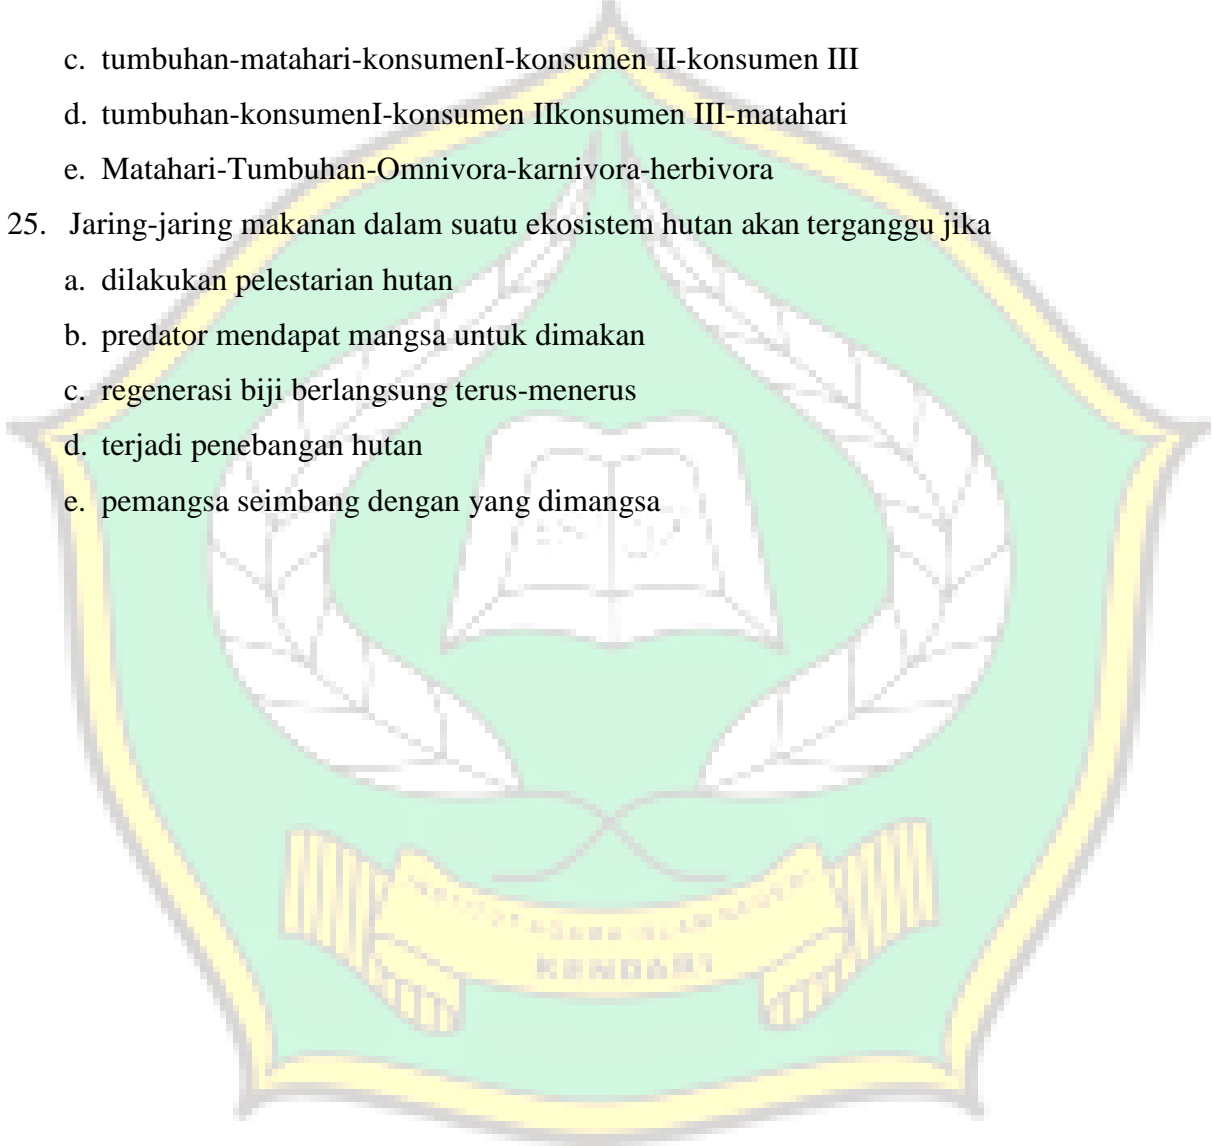 c. tumbuhan-matahari-konsumenI-konsumen II-konsumen III
d. tumbuhan-konsumenI-konsumen IIkonsumen III-matahari
e. Matahari-Tumbuhan-Omnivora-karnivora-herbivora
25. Jaring-jaring makanan dalam suatu ekosistem hutan akan terganggu jika
a. dilakukan pelestarian hutan
b. predator mendapat mangsa untuk dimakan
c. regenerasi biji berlangsung terus-menerus
d. terjadi penebangan hutan
e. pemangsa seimbang dengan yang dimangsa
KENDARI